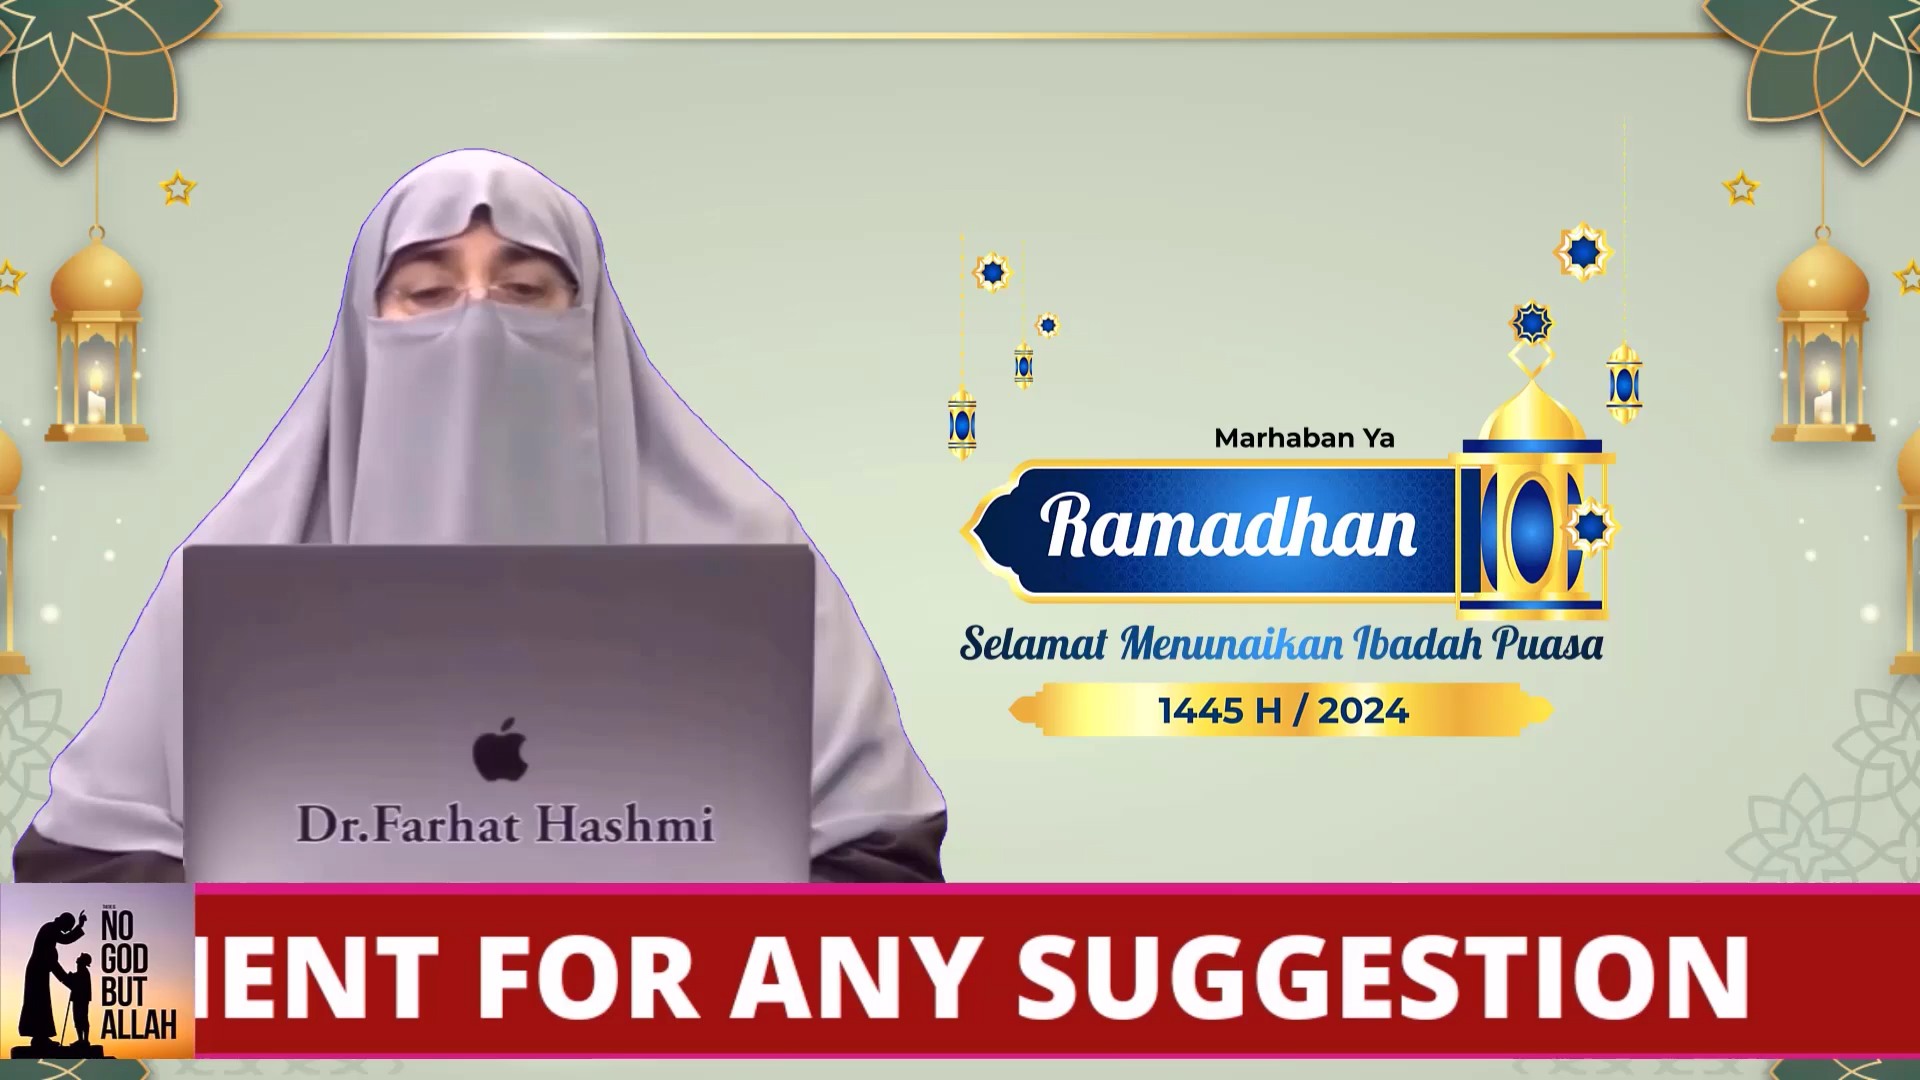 Marhaban Ya
Ramadhan
Selamat Menunaikan Ibadah Puasa
1445 H / 2024
Dr.Farhat Hashmi
NO
GOD
BUT
ALLAH
ENT FOR ANY SUGGESTION